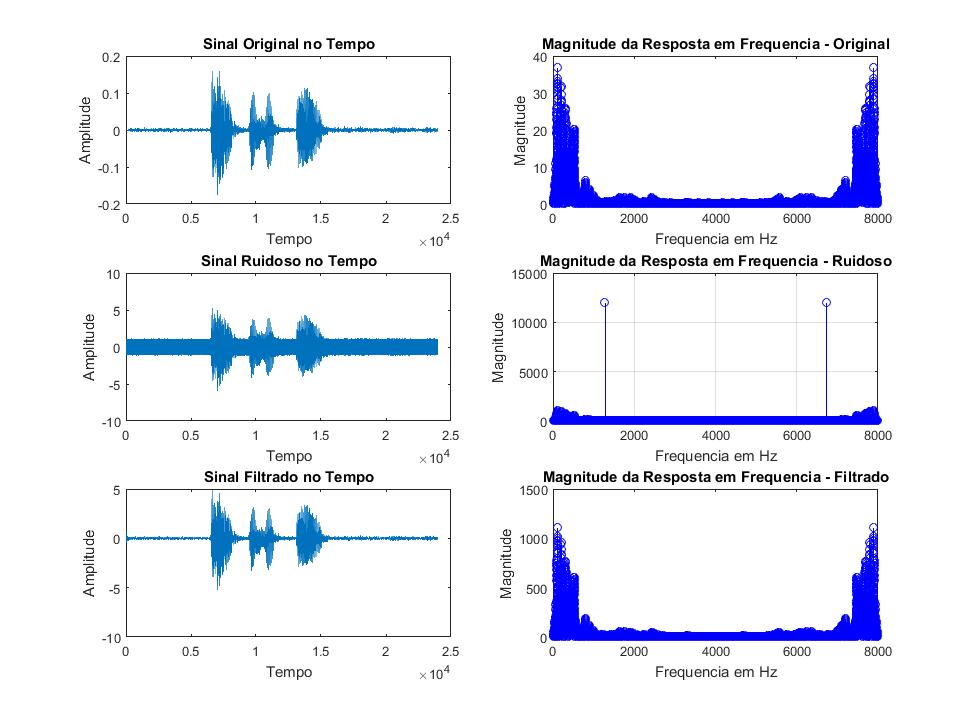 Sinal Original no Tempo
Amplitude
0.2
0.1
0
-0.1
-0.2
0 0.5 1 1.5 2 2.5
Tempo
×10⁴
Magnitude da Resposta em Frequencia - Original
Magnitude
40
30
20
10
0
0 2000 4000 6000 8000
Frequencia em Hz
Sinal Ruidoso no Tempo
Amplitude
10
5
0
-5
-10
0 0.5 1 1.5 2 2.5
Tempo
×10⁴
Magnitude da Resposta em Frequencia - Ruidoso
Magnitude
15000
10000
5000
0
0 2000 4000 6000 8000
Frequencia em Hz
Sinal Filtrado no Tempo
Amplitude
5
0
-5
-10
0 0.5 1 1.5 2 2.5
Tempo
×10⁴
Magnitude da Resposta em Frequencia - Filtrado
Magnitude
1500
1000
500
0
0 2000 4000 6000 8000
Frequencia em Hz